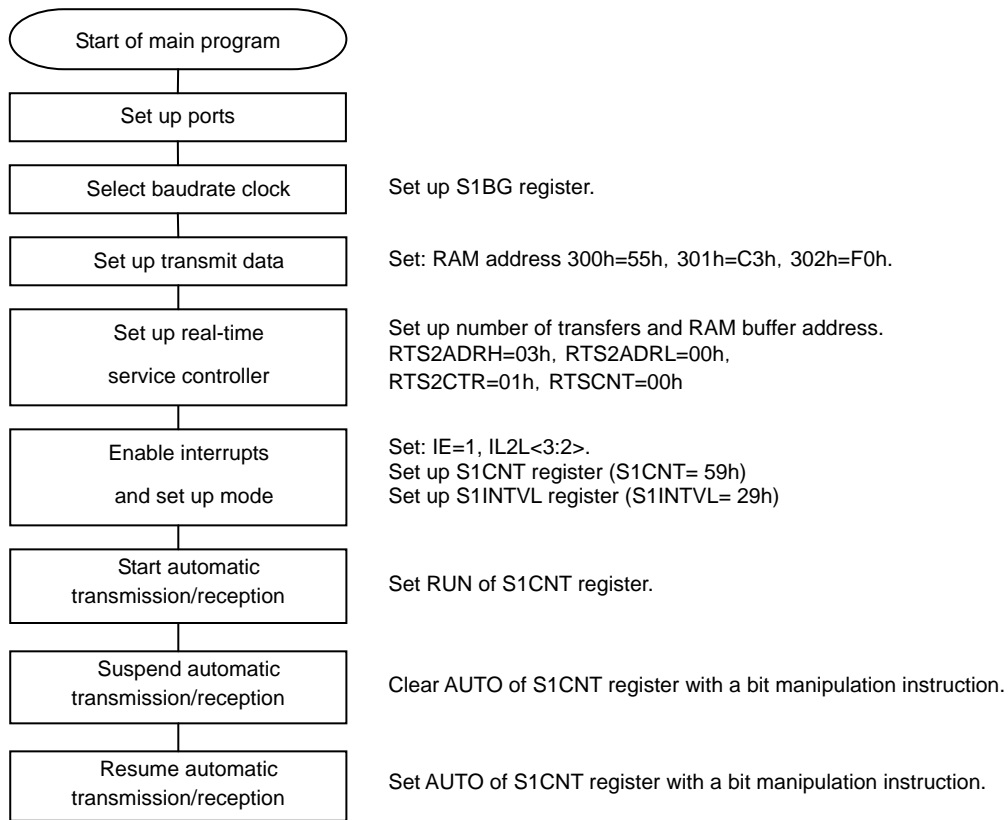 Start of main program
Set up ports
Select baudrate clock
Set up S1BG register.
Set up transmit data
Set: RAM address 300h=55h, 301h=C3h, 302h=F0h.
Set up real-time
service controller
Set up number of transfers and RAM buffer address.
RTS2ADRH=03h, RTS2ADRL=00h,
RTS2CTR=01h, RTSCNT=00h
Enable interrupts
and set up mode
Set: IE=1, IL2L<3:2>.
Set up S1CNT register (S1CNT= 59h)
Set up S1INTVL register (S1INTVL= 29h)
Start automatic
transmission/reception
Set RUN of S1CNT register.
Suspend automatic
transmission/reception
Clear AUTO of S1CNT register with a bit manipulation instruction.
Resume automatic
transmission/reception
Set AUTO of S1CNT register with a bit manipulation instruction.